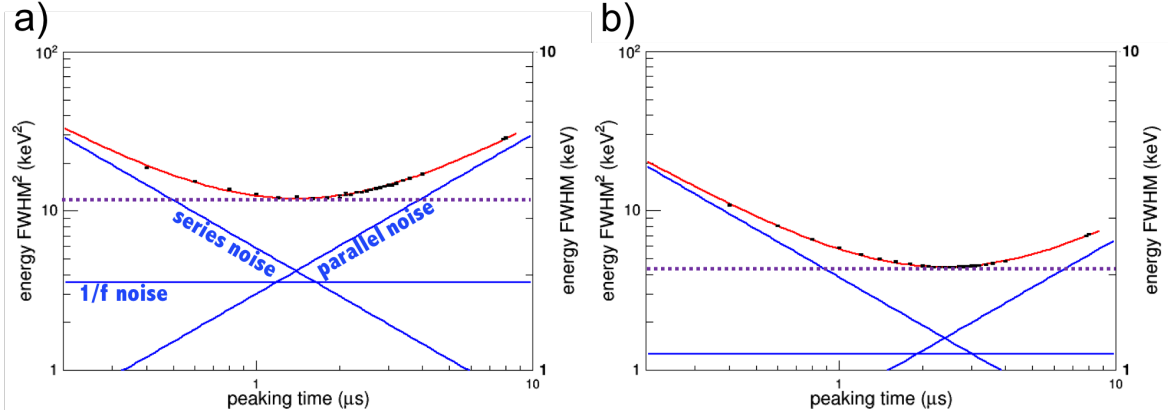 a)
10²
10
1
energy FWHM² (keV²)
series noise
parallel noise
1/f noise
1
10
peaking time (μs)
10
1
energy FWHM (keV)
b)
10²
10
1
energy FWHM² (keV²)
1
10
peaking time (μs)
10
1
energy FWHM (keV)